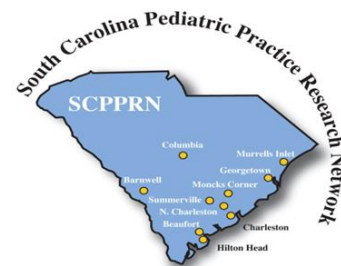 South Carolina Pediatric Practice Research Network
SCPPRN
Columbia
Murrells Inlet
Georgetown
Barnwell
Moncks Corner
Summerville
N. Charleston
Charleston
Beaufort
Hilton Head